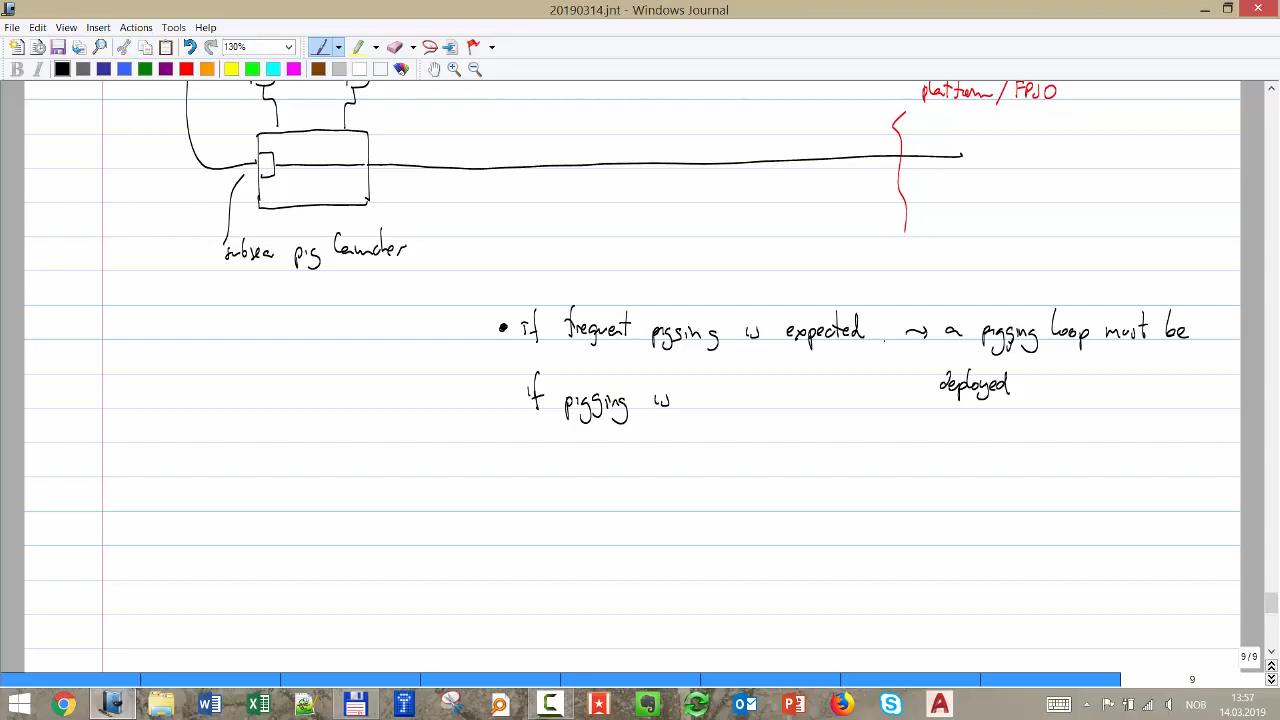 20190314.jnt - Windows Journal
File Edit View Insert Actions Tools Help
130%
B I
platform / FPSO
subsea pig launcher
• if frequent pigging is expected → a pigging loop must be
deployed
if pigging is
9 / 9
9
13:57
NOB
14.03.2019